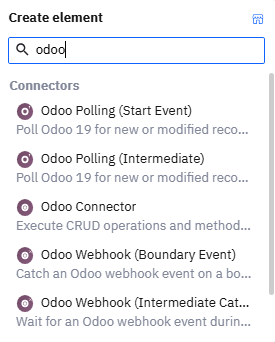 Create element
odoo
Connectors
Odoo Polling (Start Event)
Poll Odoo 19 for new or modified reco...
Odoo Polling (Intermediate)
Poll Odoo 19 for new or modified reco...
Odoo Connector
Execute CRUD operations and method...
Odoo Webhook (Boundary Event)
Catch an Odoo webhook event on a bo...
Odoo Webhook (Intermediate Cat...
Wait for an Odoo webhook event durin...